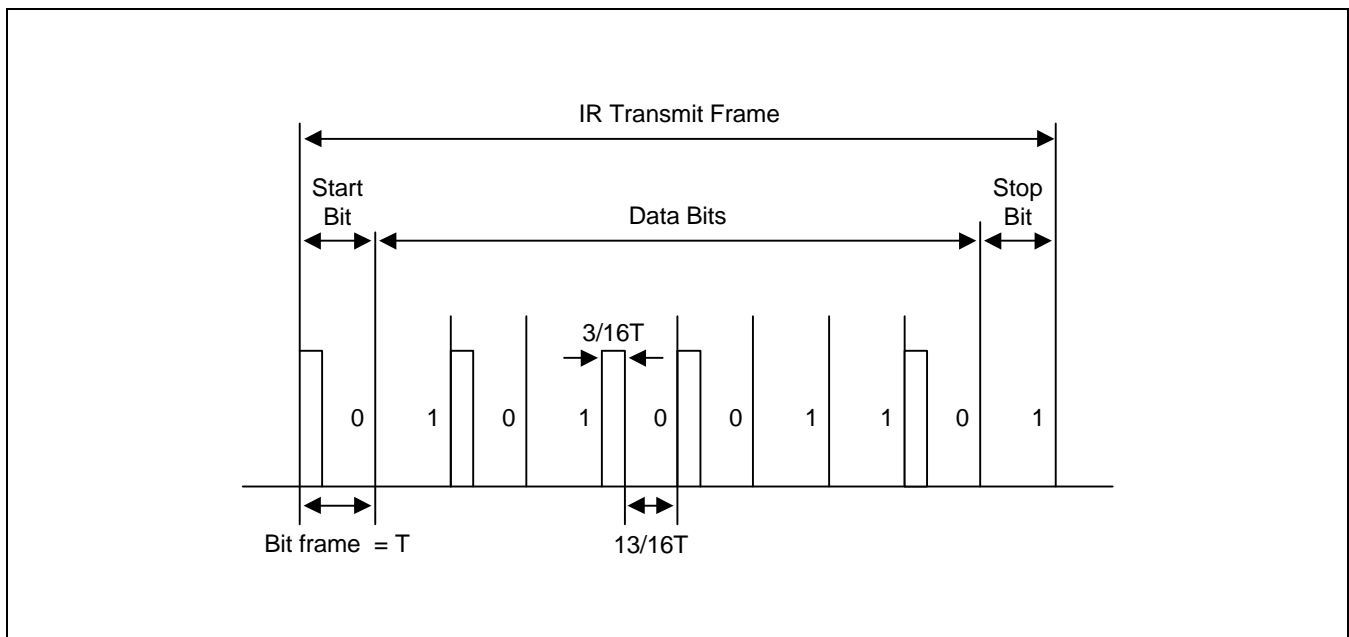 IR Transmit Frame
Start
Bit
Data Bits
Stop
Bit
3/16T
0 1 0 1 0 0 1 1 0 1
Bit frame = T
13/16T